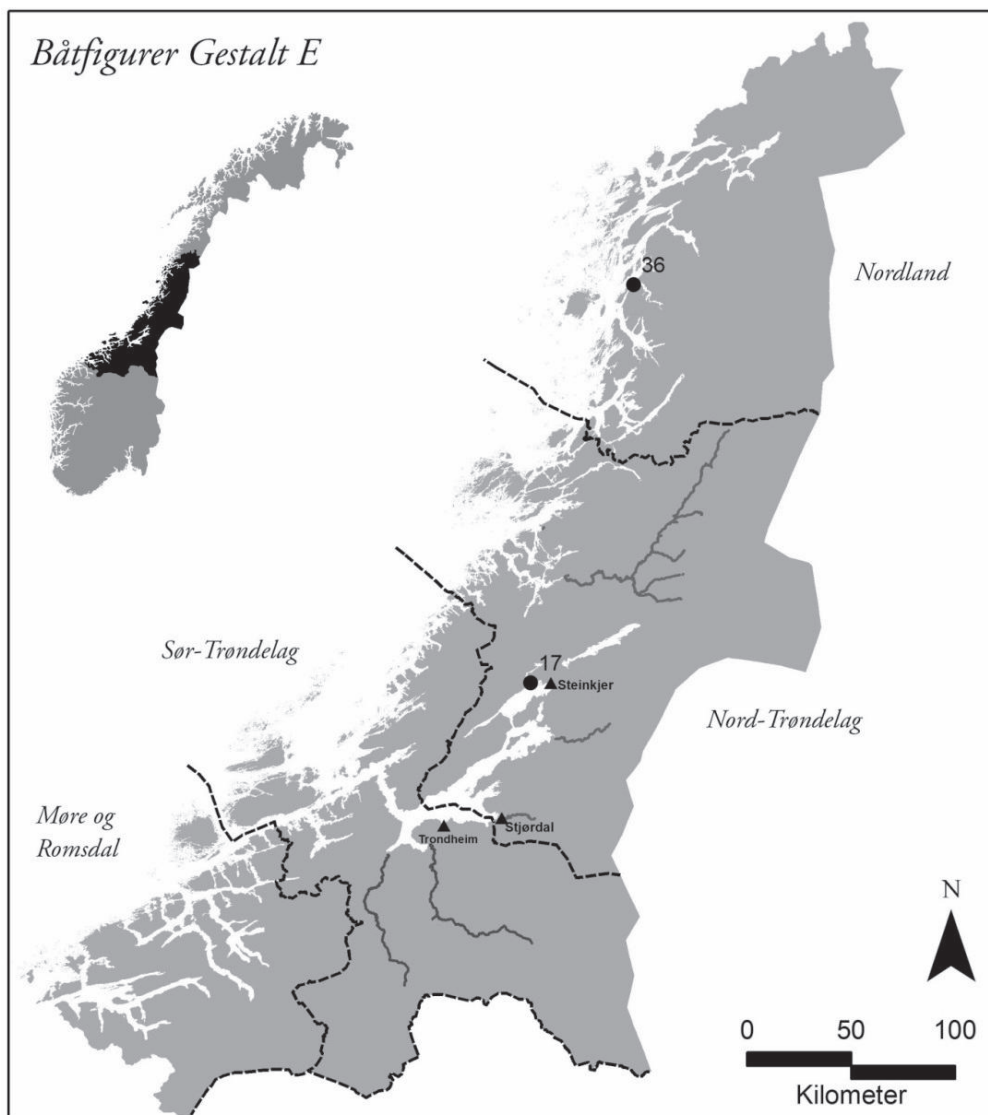 Båtfigurer Gestalt E
36
Nordland
Sør-Trøndelag
17
Steinkjer
Nord-Trøndelag
Møre og
Romsdal
Trondheim
Stjørdal
N
0 50 100
Kilometer